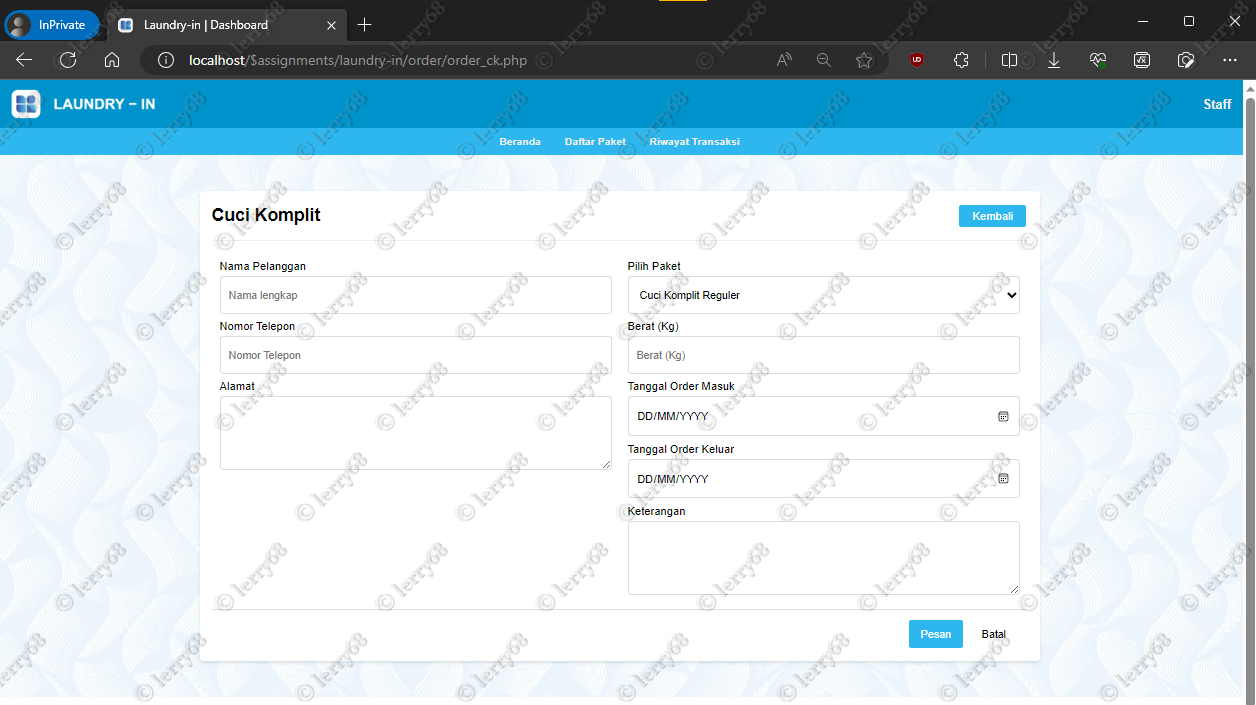 InPrivate
Laundry-in | Dashboard
localhost/$assignments/laundry-in/order/order_ck.php
LAUNDRY – IN
Staff
Beranda Daftar Paket Riwayat Transaksi
Cuci Komplit
Kembali
Nama Pelanggan
Nama lengkap
Nomor Telepon
Nomor Telepon
Alamat
Pilih Paket
Cuci Komplit Reguler
Berat (Kg)
Berat (Kg)
Tanggal Order Masuk
DD/MM/YYYY
Tanggal Order Keluar
DD/MM/YYYY
Keterangan
Pesan Batal
© lerry68